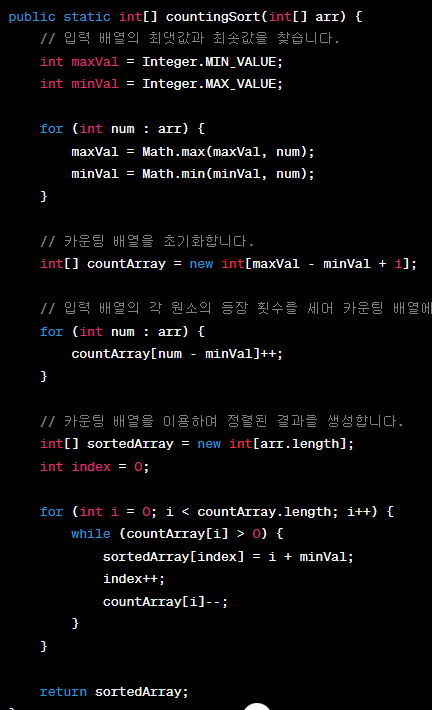 public static int[] countingSort(int[] arr) {
// 입력 배열의 최댓값과 최솟값을 찾습니다.
int maxVal = Integer.MIN_VALUE;
int minVal = Integer.MAX_VALUE;
for (int num : arr) {
maxVal = Math.max(maxVal, num);
minVal = Math.min(minVal, num);
}
// 카운팅 배열을 초기화합니다.
int[] countArray = new int[maxVal - minVal + 1];
// 입력 배열의 각 원소의 등장 횟수를 세어 카운팅 배열에
for (int num : arr) {
countArray[num - minVal]++;
}
// 카운팅 배열을 이용하여 정렬된 결과를 생성합니다.
int[] sortedArray = new int[arr.length];
int index = 0;
for (int i = 0; i < countArray.length; i++) {
while (countArray[i] > 0) {
sortedArray[index] = i + minVal;
index++;
countArray[i]--;
}
}
return sortedArray;